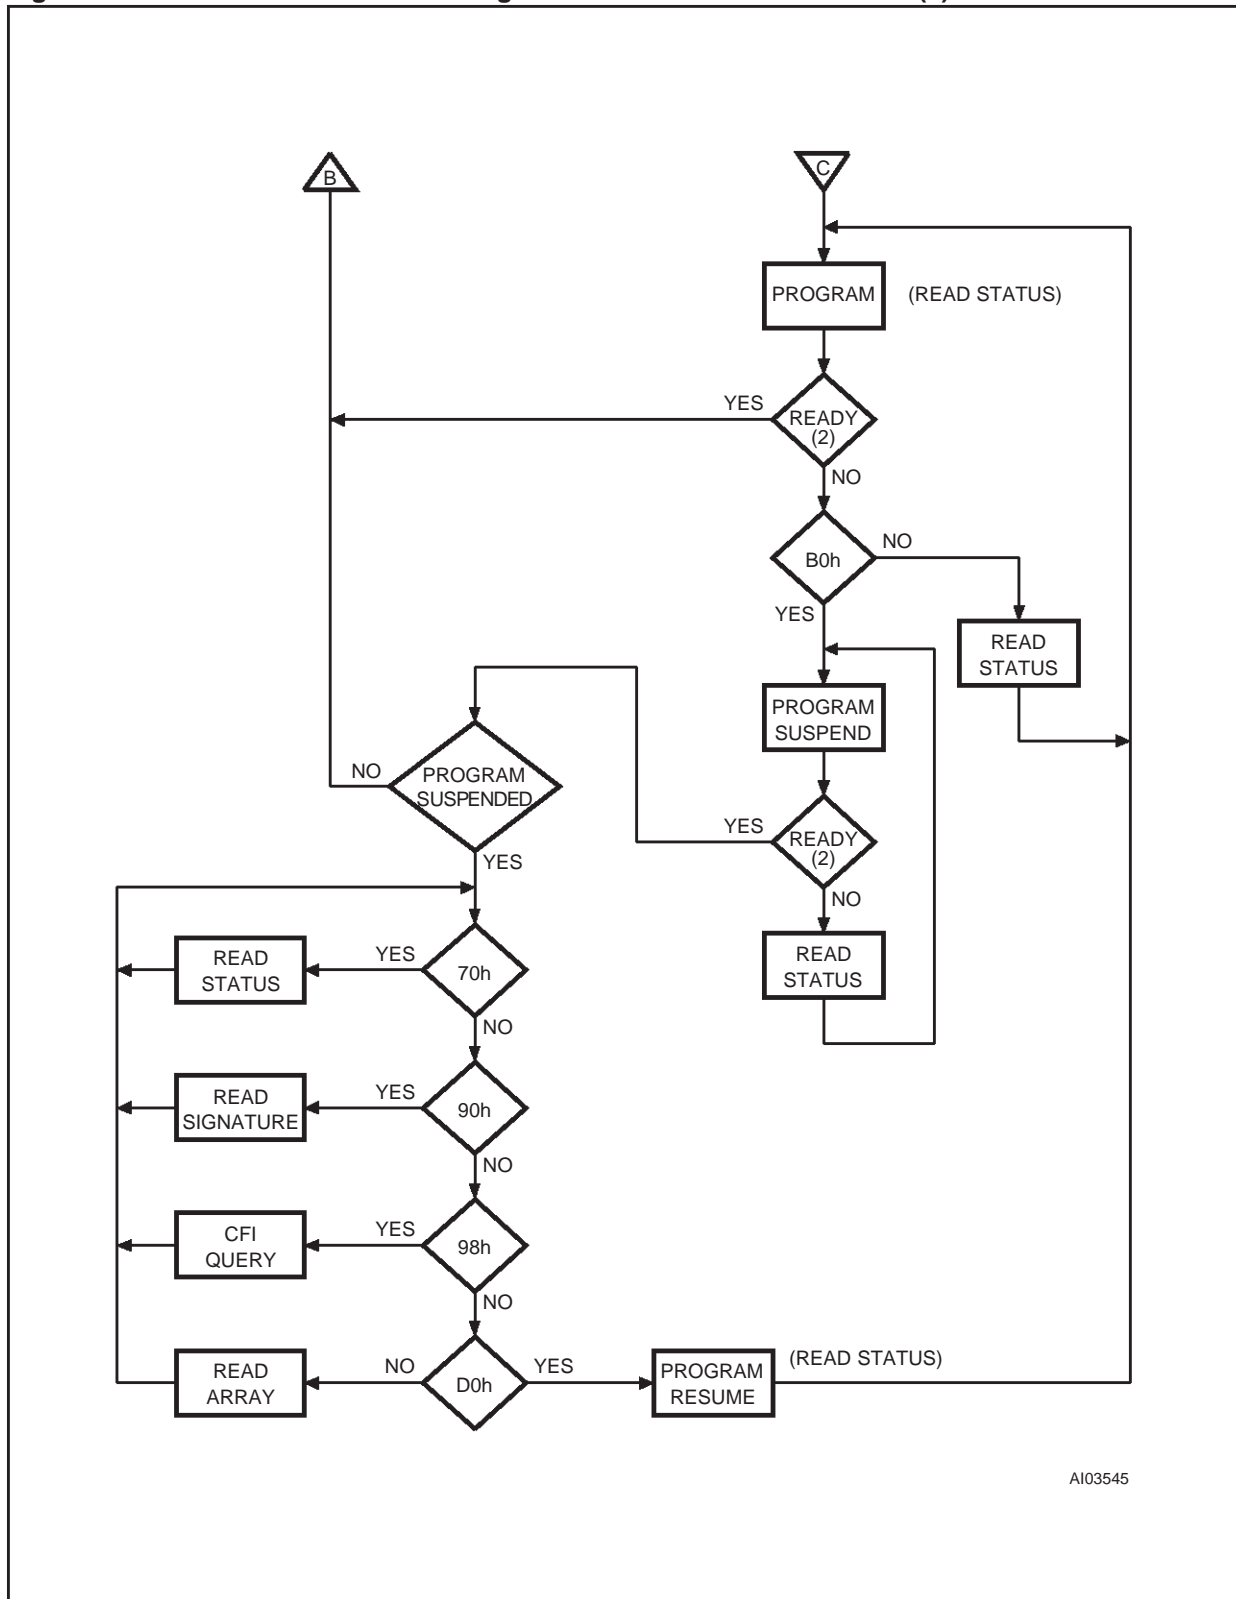 B
C
PROGRAM
(READ STATUS)
YES
READY
(2)
NO
B0h
NO
YES
READ
STATUS
PROGRAM
SUSPEND
NO
PROGRAM
SUSPENDED
YES
YES
READY
(2)
NO
READ
STATUS
READ
STATUS
YES
70h
NO
READ
SIGNATURE
YES
90h
NO
CFI
QUERY
YES
98h
NO
READ
ARRAY
NO
D0h
YES
PROGRAM
RESUME
(READ STATUS)
AI03545